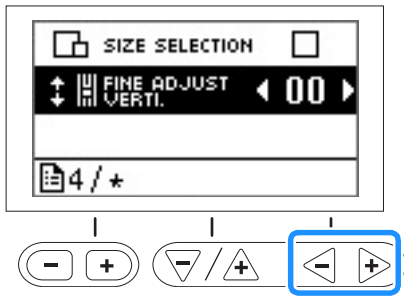 SIZE SELECTION
FINE ADJUST
VERTI.
00
4 / *
- + - / + - +